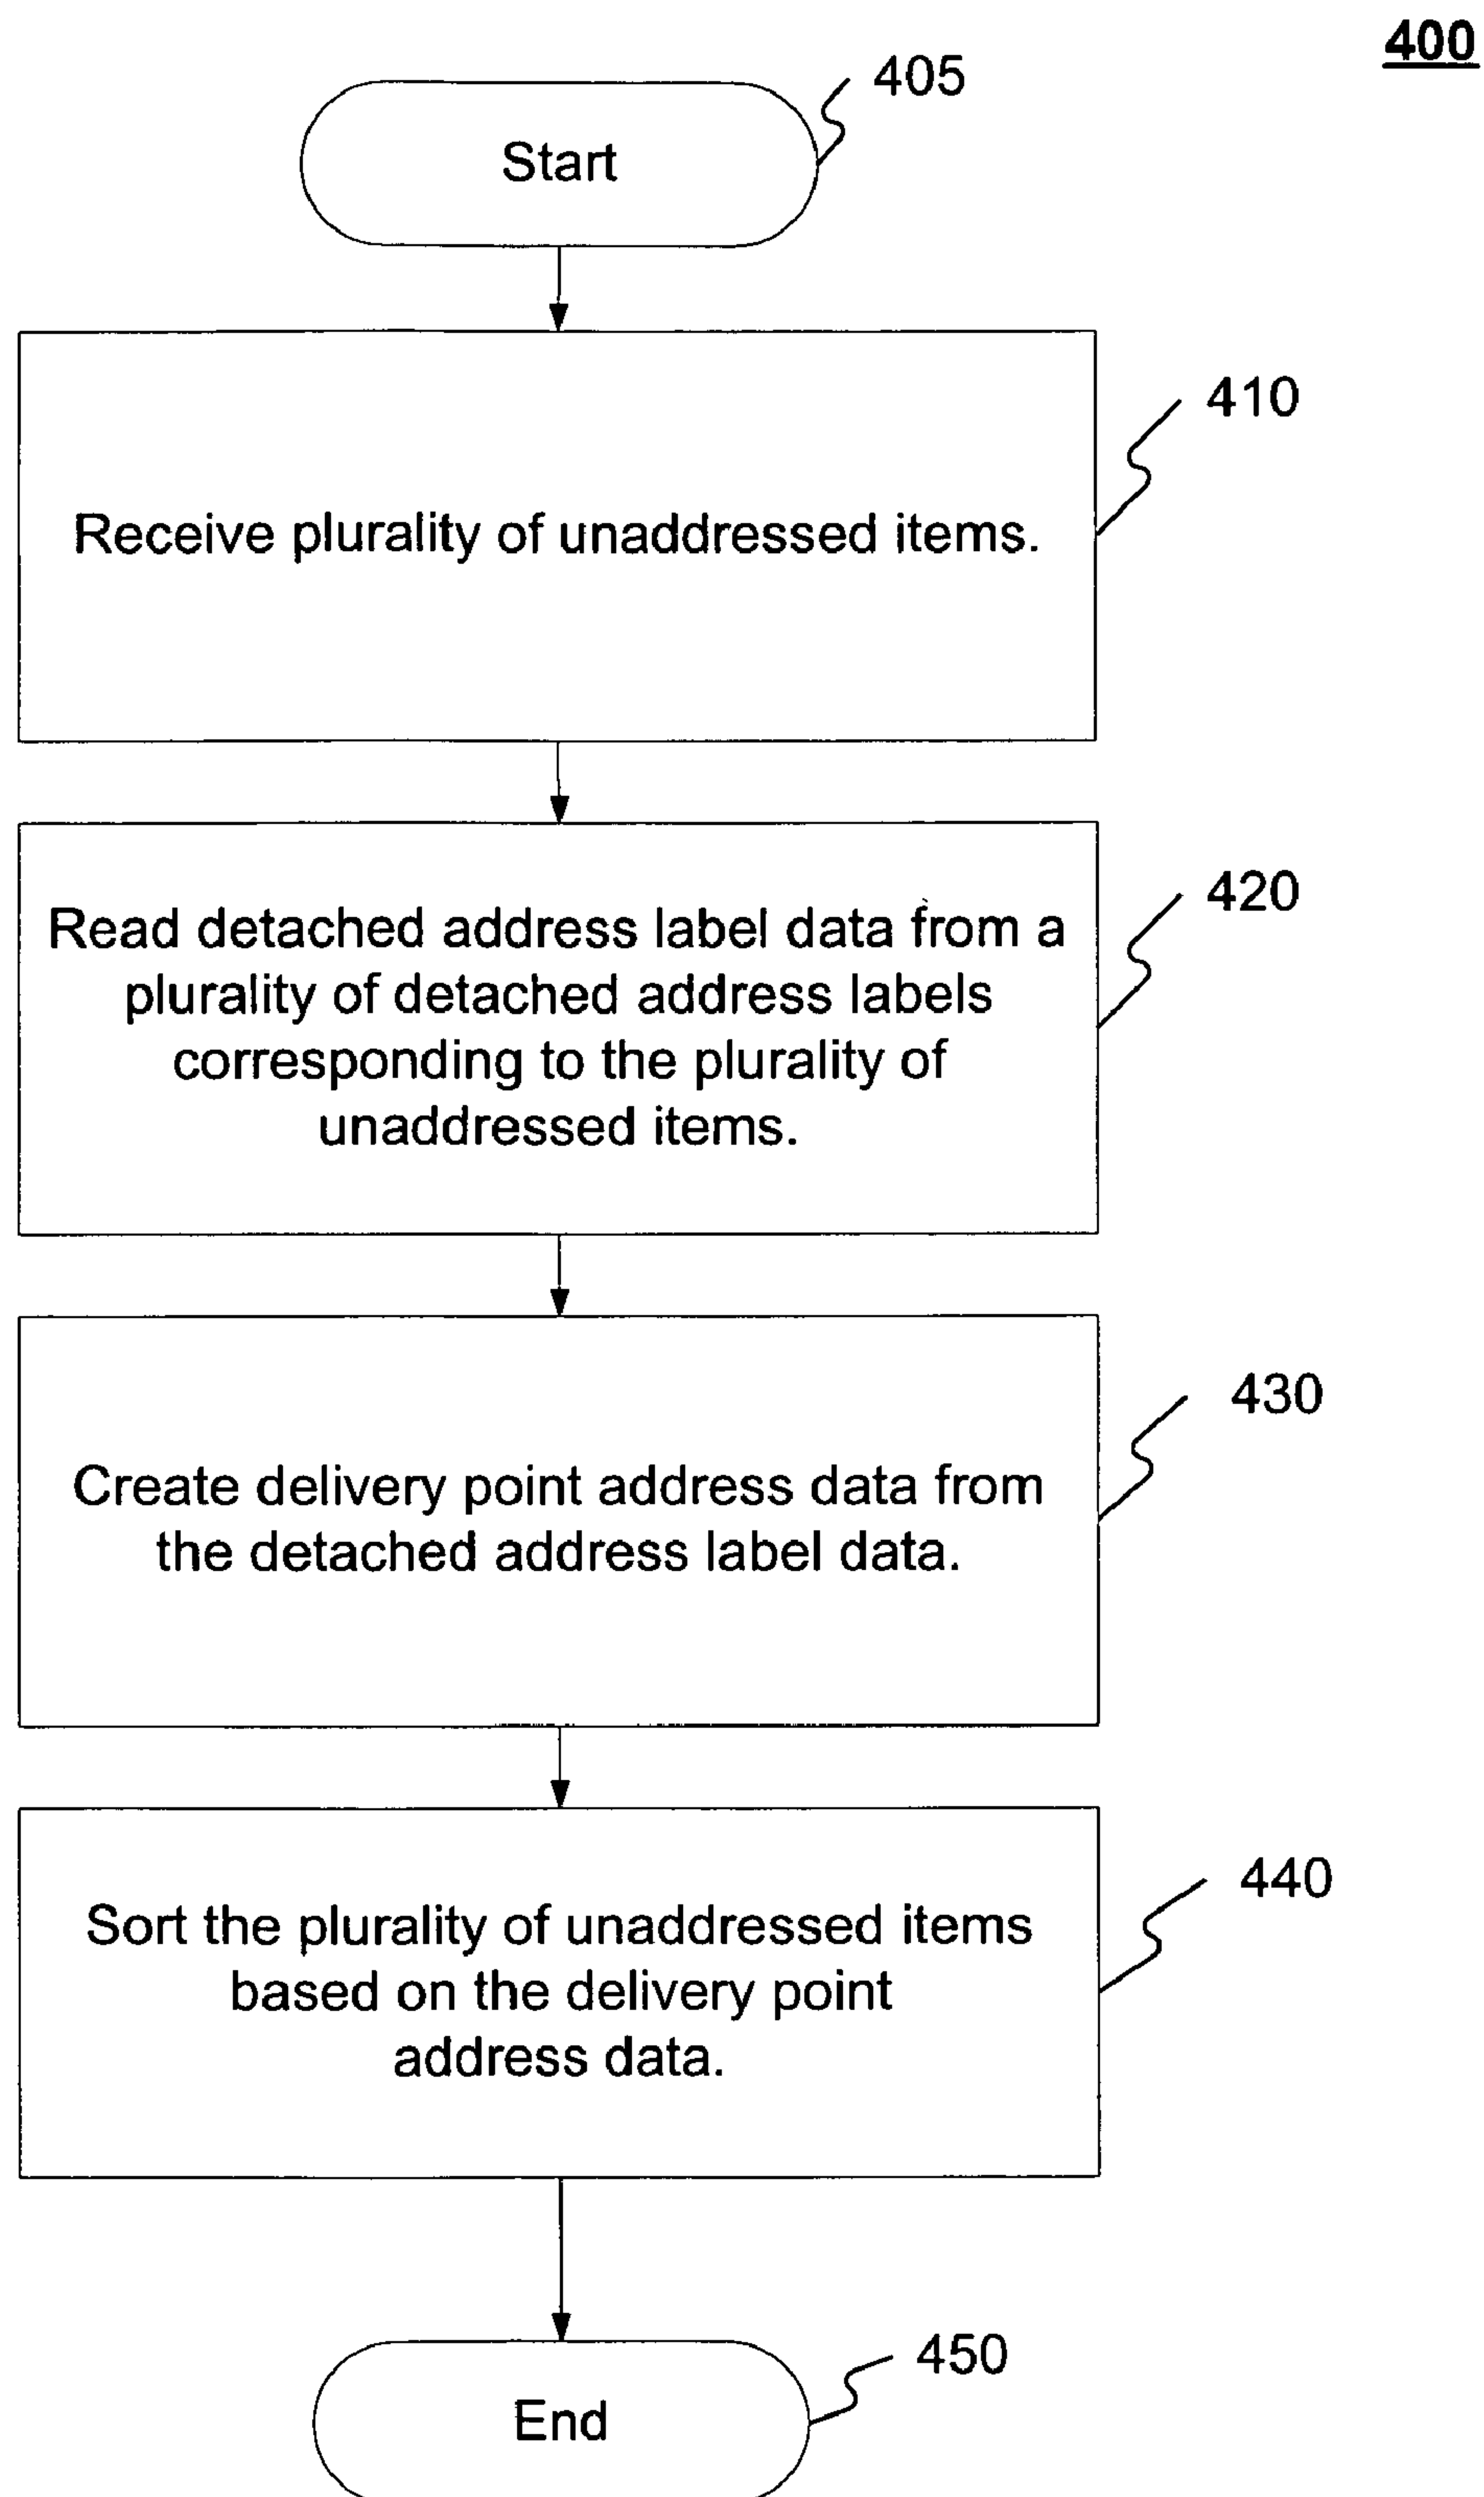 400
405
Start
410
Receive plurality of unaddressed items.
420
Read detached address label data from a
plurality of detached address labels
corresponding to the plurality of
unaddressed items.
430
Create delivery point address data from
the detached address label data.
440
Sort the plurality of unaddressed items
based on the delivery point
address data.
450
End